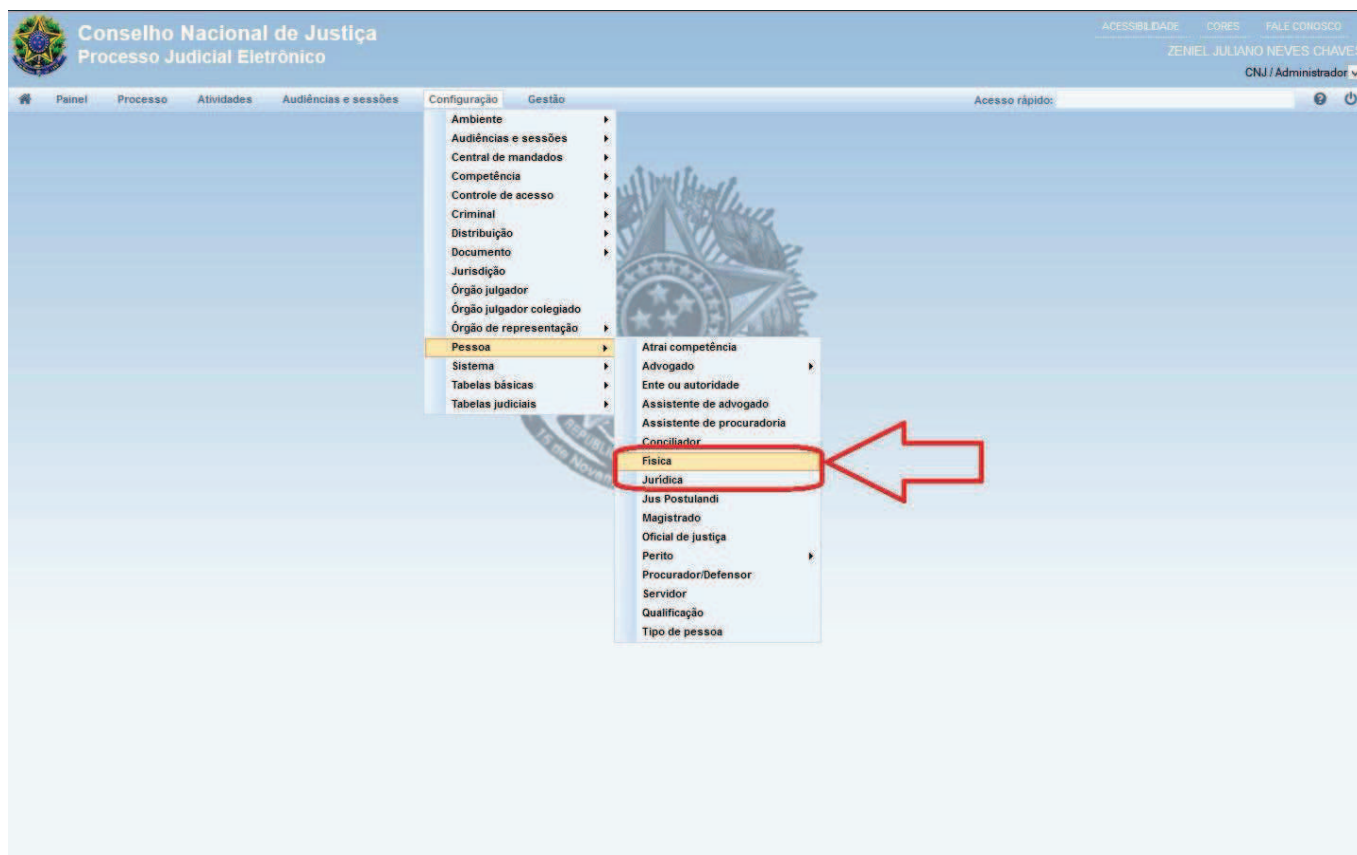 Conselho Nacional de Justiça
Processo Judicial Eletrônico
ACESSIBILIDADE CORES FALE CONOSCO
ZENIEL JULIANO NEVES CHAVES
CNJ / Administrador
Painel Processo Atividades Audiências e sessões Configuração Gestão Acesso rápido:
Ambiente
Audiências e sessões
Central de mandados
Competência
Controle de acesso
Criminal
Distribuição
Documento
Jurisdição
Órgão julgador
Órgão julgador colegiado
Órgão de representação
Pessoa
Sistema
Tabelas básicas
Tabelas judiciais
Atrai competência
Advogado
Ente ou autoridade
Assistente de advogado
Assistente de procuradoria
Conciliador
Física
Jurídica
Jus Postulandi
Magistrado
Oficial de justiça
Perito
Procurador/Defensor
Servidor
Qualificação
Tipo de pessoa
15 de Novem